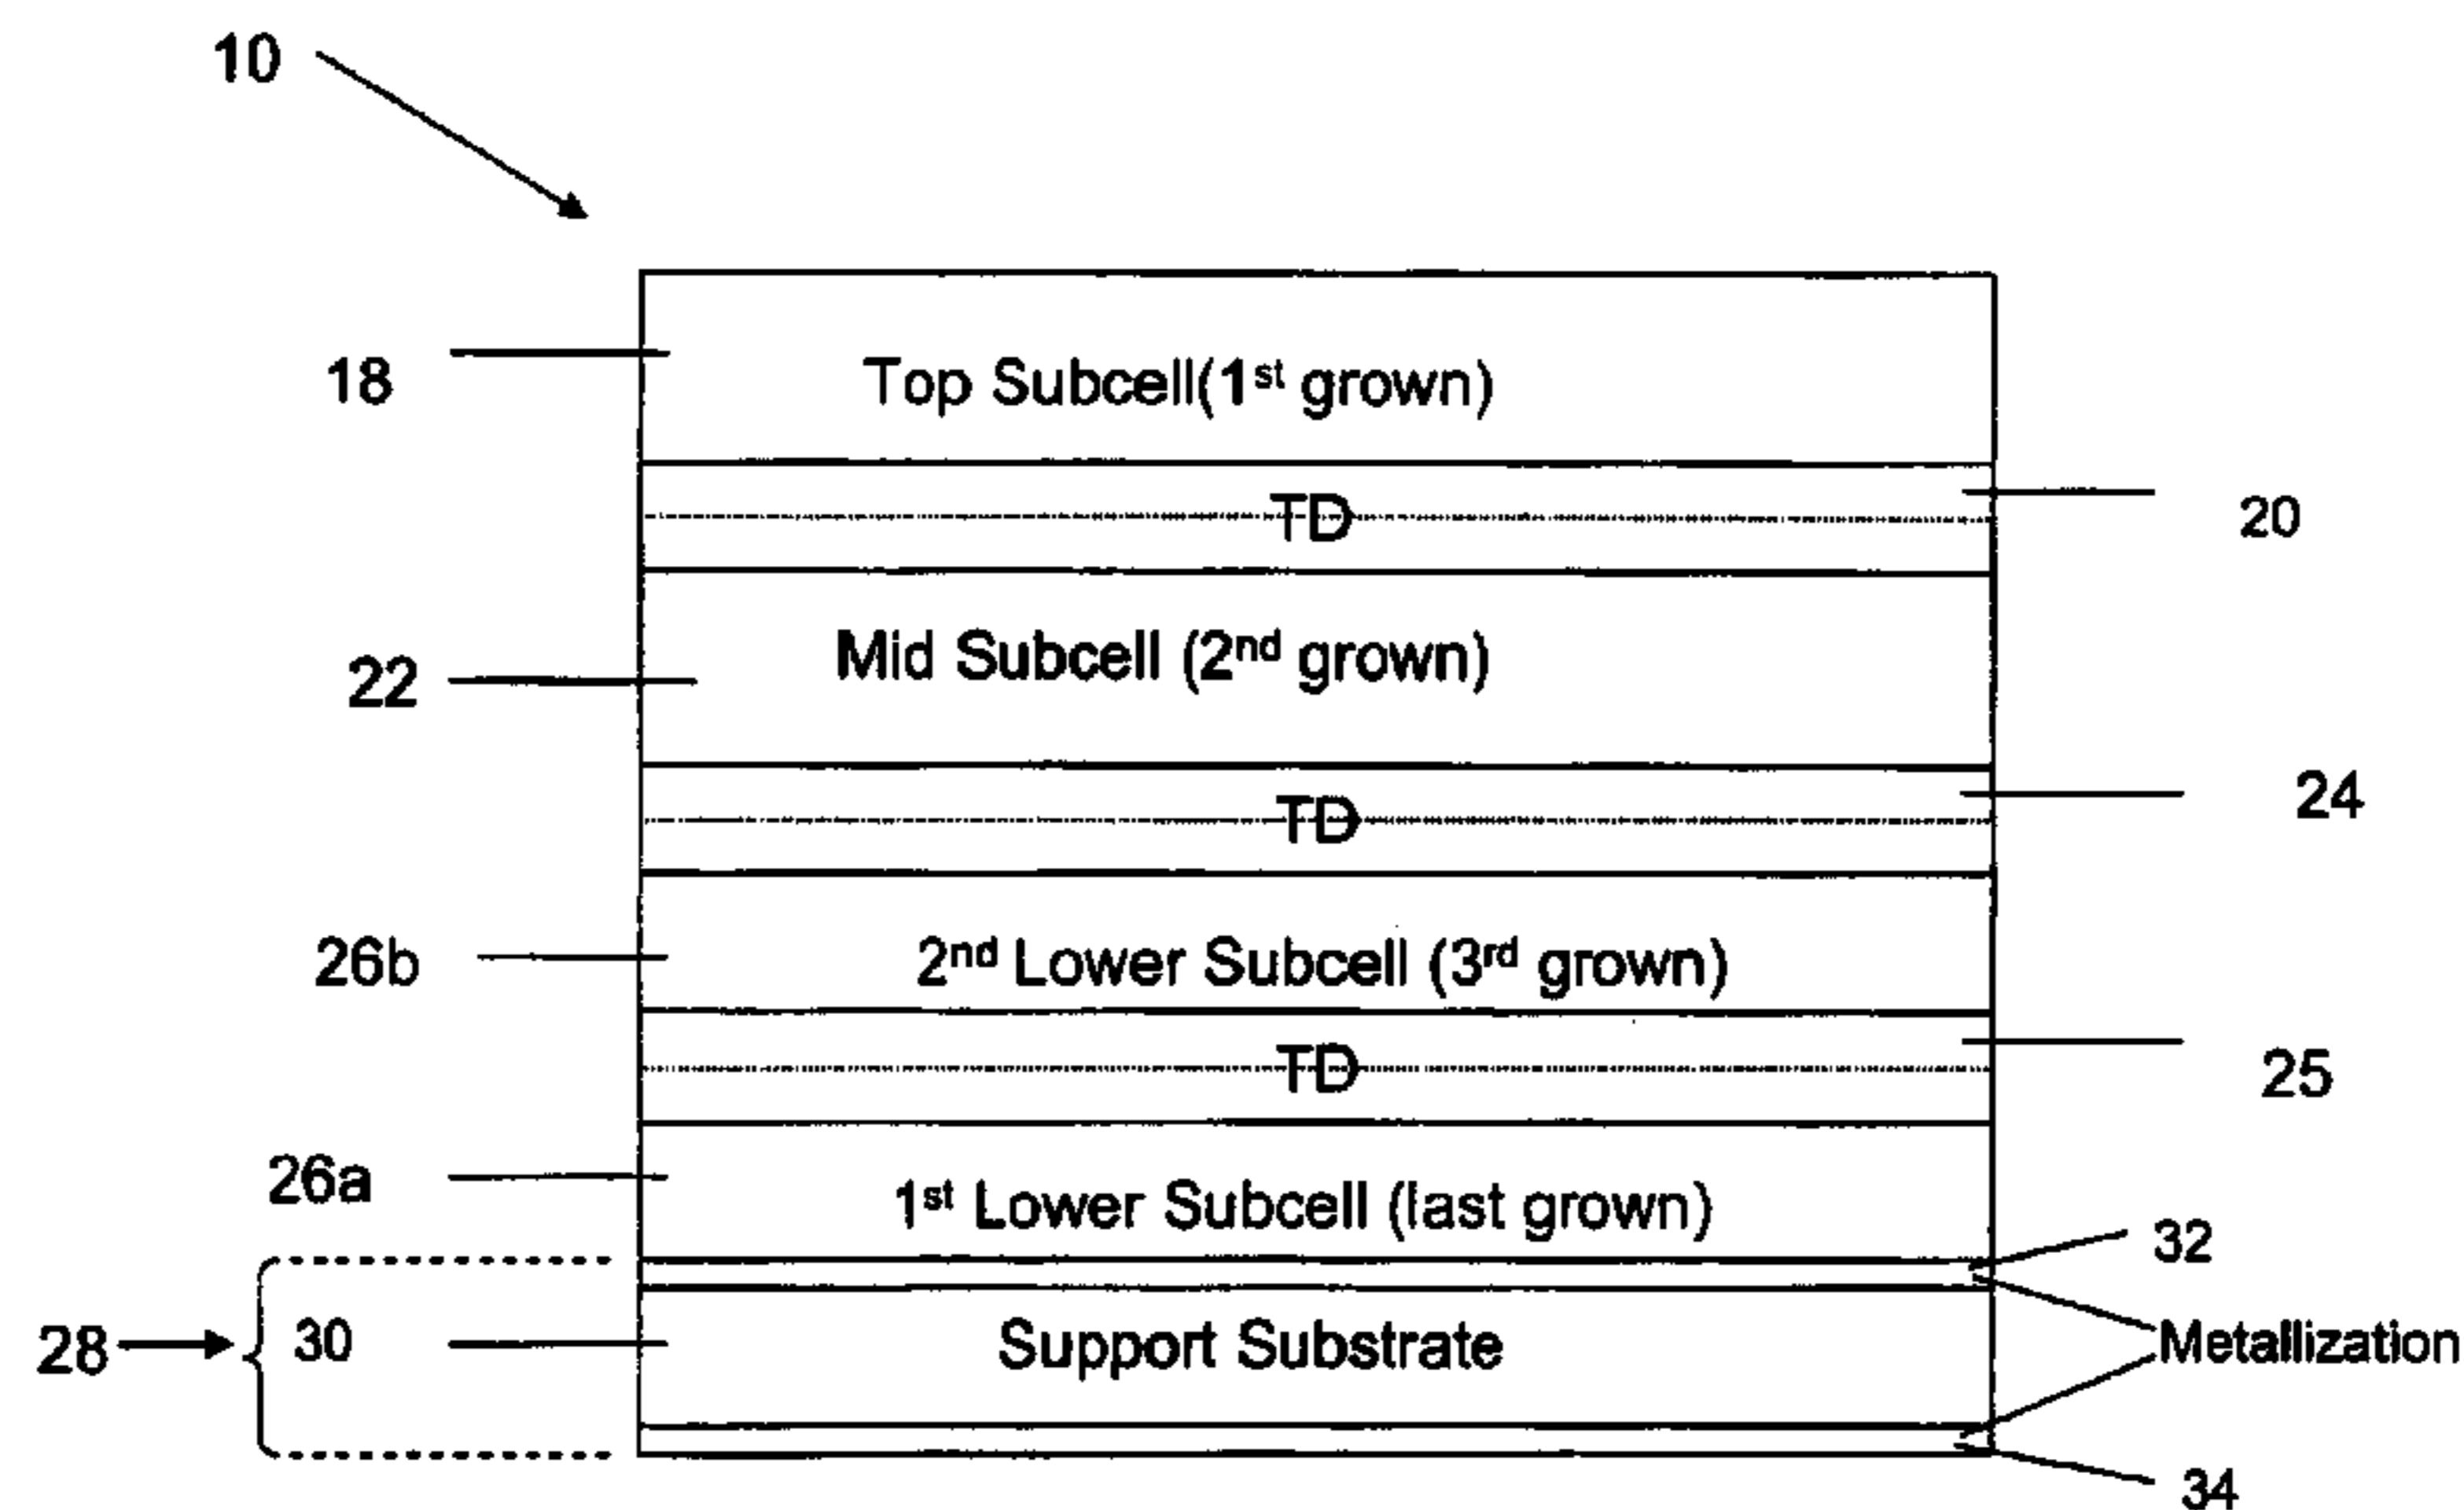 10
18
Top Subcell(1st grown)
TD
20
22
Mid Subcell (2nd grown)
TD
24
26b
2nd Lower Subcell (3rd grown)
TD
25
26a
1st Lower Subcell (last grown)
32
28
30
Support Substrate
Metallization
34